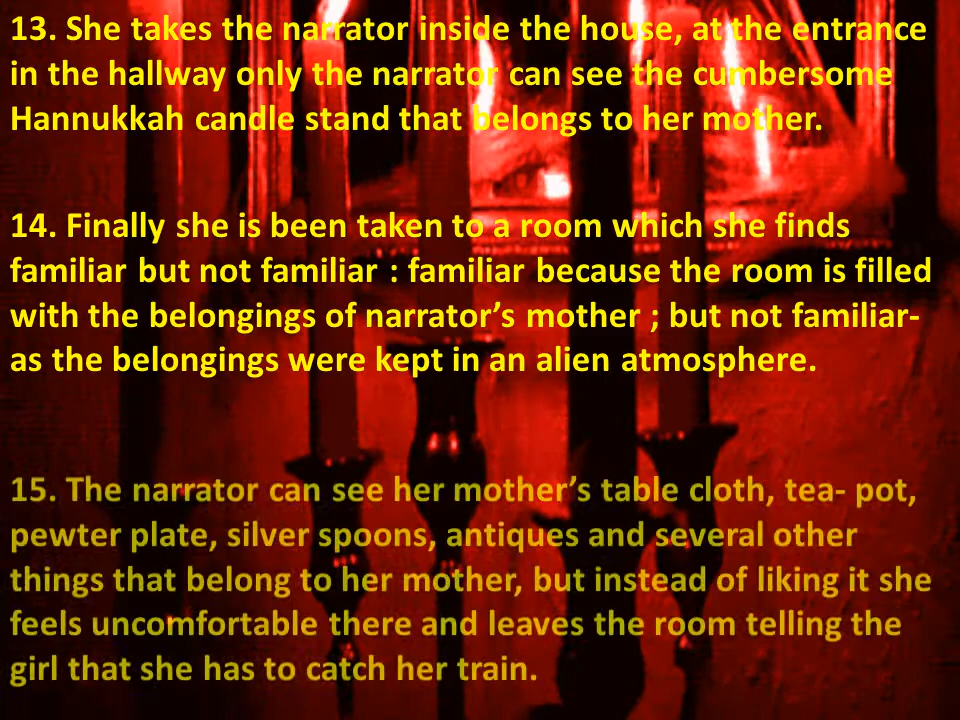 13. She takes the narrator inside the house, at the entrance
in the hallway only the narrator can see the cumbersome
Hannukkah candle stand that belongs to her mother.
14. Finally she is been taken to a room which she finds
familiar but not familiar : familiar because the room is filled
with the belongings of narrator’s mother ; but not familiar-
as the belongings were kept in an alien atmosphere.
15. The narrator can see her mother’s table cloth, tea- pot,
pewter plate, silver spoons, antiques and several other
things that belong to her mother, but instead of liking it she
feels uncomfortable there and leaves the room telling the
girl that she has to catch her train.